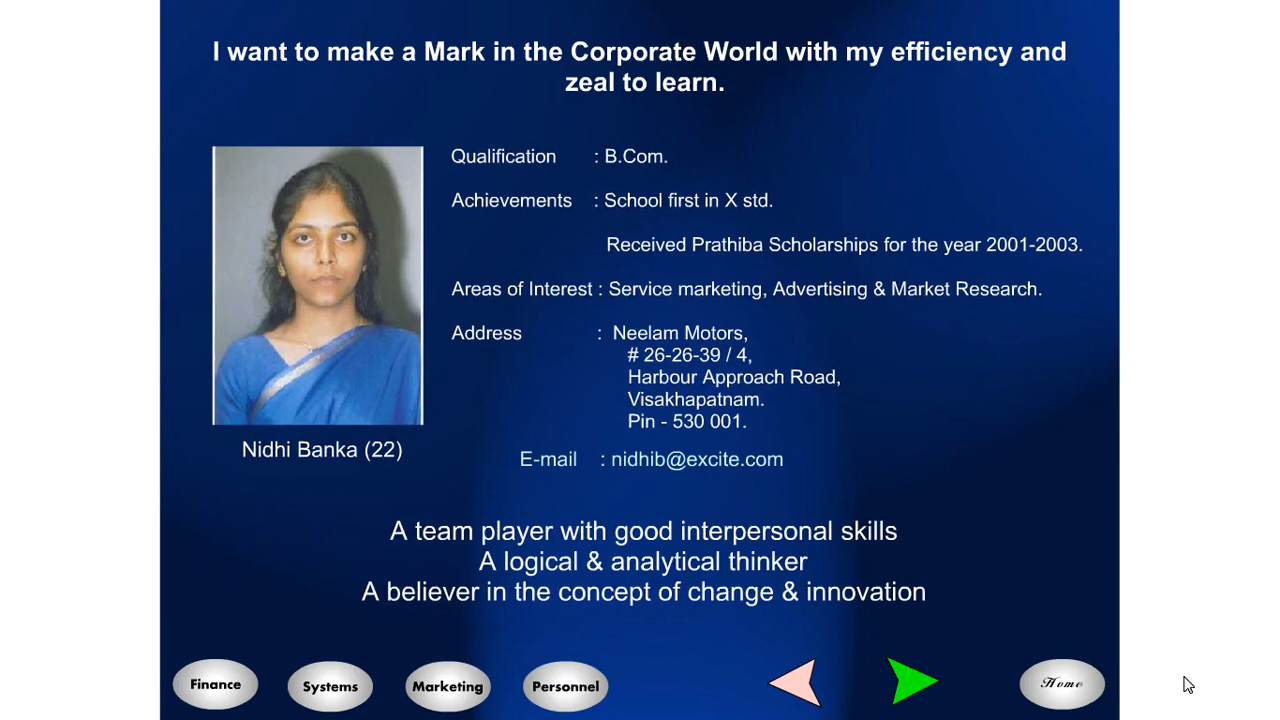 I want to make a Mark in the Corporate World with my efficiency and
zeal to learn.
Qualification : B.Com.
Achievements : School first in X std.
Received Prathiba Scholarships for the year 2001-2003.
Areas of Interest : Service marketing, Advertising & Market Research.
Address : Neelam Motors,
# 26-26-39 / 4,
Harbour Approach Road,
Visakhapatnam.
Pin - 530 001.
Nidhi Banka (22)
E-mail : nidhib@excite.com
A team player with good interpersonal skills
A logical & analytical thinker
A believer in the concept of change & innovation
Finance Systems Marketing Personnel Home